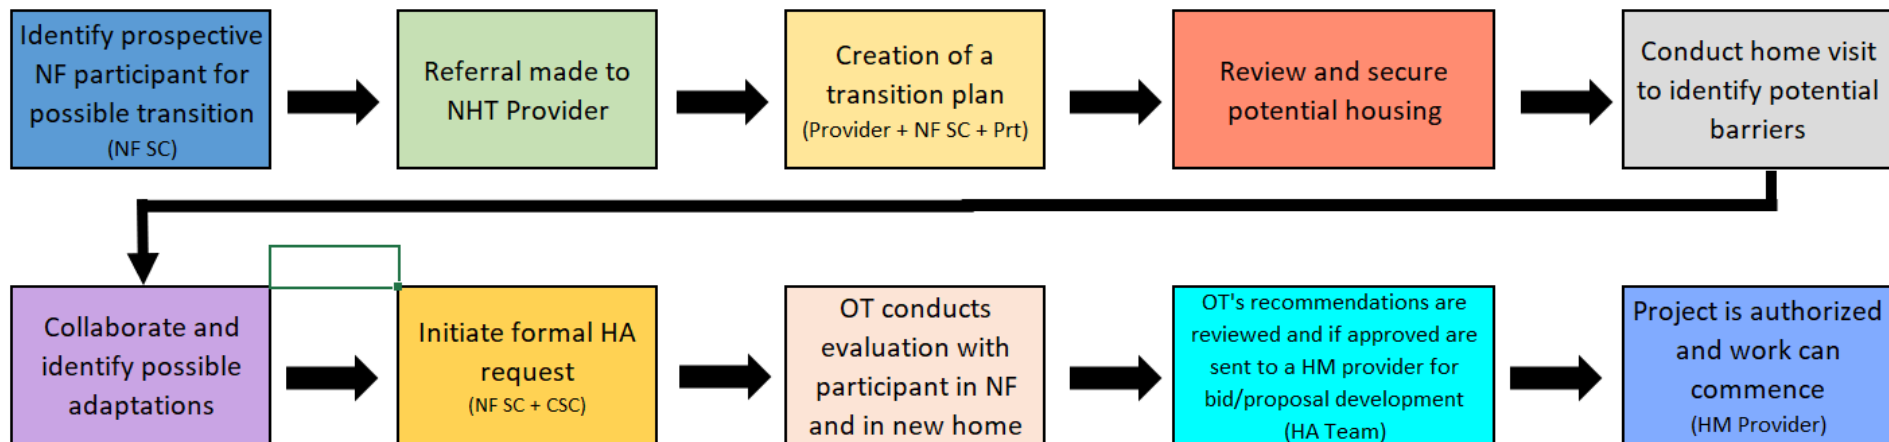 Identify prospective
NF participant for
possible transition
(NF SC)
Referral made to
NHT Provider
Creation of a
transition plan
(Provider + NF SC + Prt)
Review and secure
potential housing
Conduct home visit
to identify potential
barriers
Collaborate and
identify possible
adaptations
Initiate formal HA
request
(NF SC + CSC)
OT conducts
evaluation with
participant in NF
and in new home
OT's recommendations are
reviewed and if approved are
sent to a HM provider for
bid/proposal development
(HA Team)
Project is authorized
and work can
commence
(HM Provider)